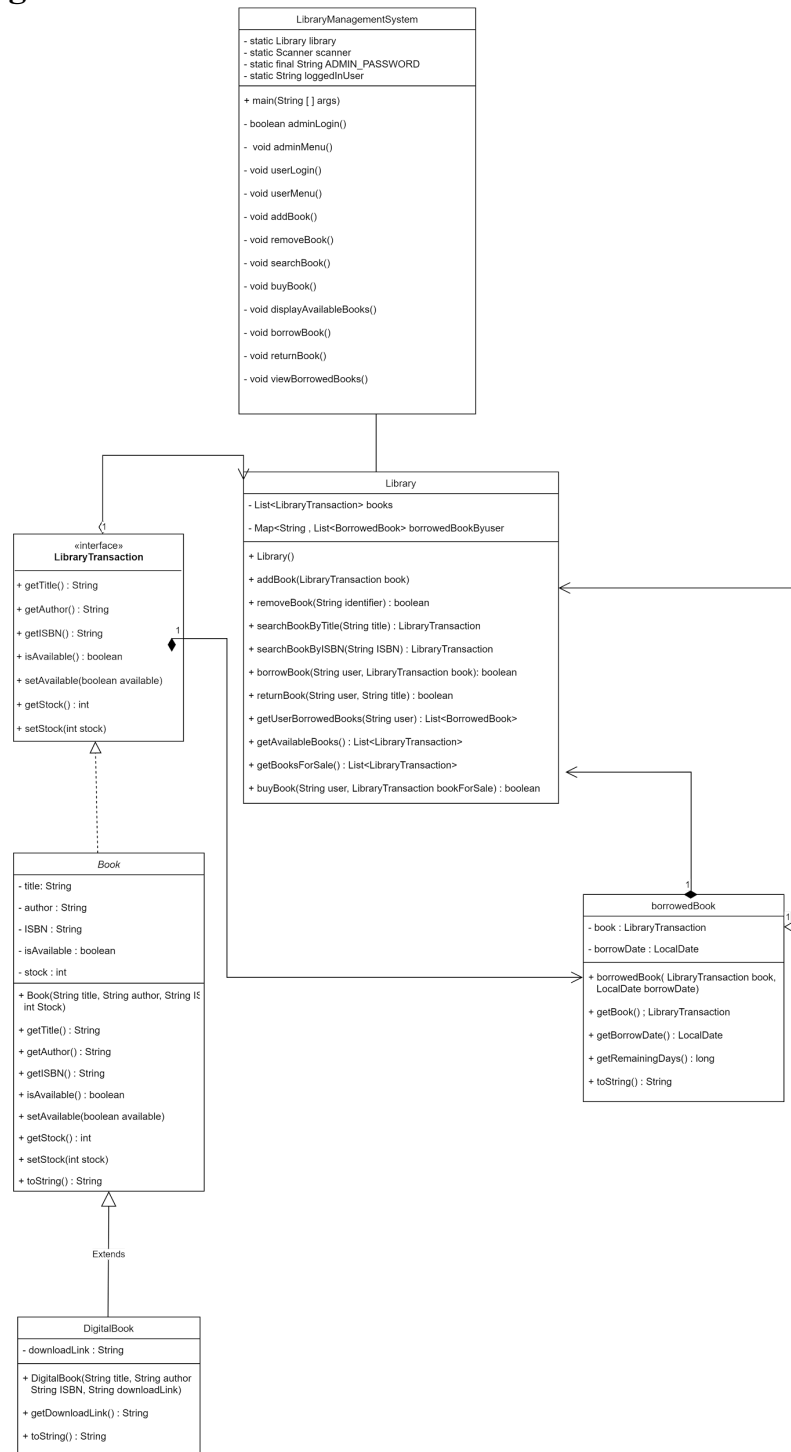 g
LibraryManagementSystem
- static Library library
- static Scanner scanner
- static final String ADMIN_PASSWORD
- static String loggedInUser
+ main(String [ ] args)
- boolean adminLogin()
- void adminMenu()
- void userLogin()
- void userMenu()
- void addBook()
- void removeBook()
- void searchBook()
- void buyBook()
- void displayAvailableBooks()
- void borrowBook()
- void returnBook()
- void viewBorrowedBooks()
Library
- List<LibraryTransaction> books
- Map<String , List<BorrowedBook> borrowedBookByuser
+ Library()
+ addBook(LibraryTransaction book)
+ removeBook(String identifier) : boolean
+ searchBookByTitle(String title) : LibraryTransaction
+ searchBookByISBN(String ISBN) : LibraryTransaction
+ borrowBook(String user, LibraryTransaction book): boolean
+ returnBook(String user, String title) : boolean
+ getUserBorrowedBooks(String user) : List<BorrowedBook>
+ getAvailableBooks() : List<LibraryTransaction>
+ getBooksForSale() : List<LibraryTransaction>
+ buyBook(String user, LibraryTransaction bookForSale) : boolean
1
«interface»
LibraryTransaction
+ getTitle() : String
+ getAuthor() : String
+ getISBN() : String
+ isAvailable() : boolean
+ setAvailable(boolean available)
+ getStock() : int
+ setStock(int stock)
1
Book
- title: String
- author : String
- ISBN : String
- isAvailable : boolean
- stock : int
+ Book(String title, String author, String IS
int Stock)
+ getTitle() : String
+ getAuthor() : String
+ getISBN() : String
+ isAvailable() : boolean
+ setAvailable(boolean available)
+ getStock() : int
+ setStock(int stock)
+ toString() : String
1
1
borrowedBook
- book : LibraryTransaction
- borrowDate : LocalDate
+ borrowedBook( LibraryTransaction book,
LocalDate borrowDate)
+ getBook() ; LibraryTransaction
+ getBorrowDate() : LocalDate
+ getRemainingDays() : long
+ toString() : String
Extends
DigitalBook
- downloadLink : String
+ DigitalBook(String title, String author
String ISBN, String downloadLink)
+ getDownloadLink() : String
+ toString() : String